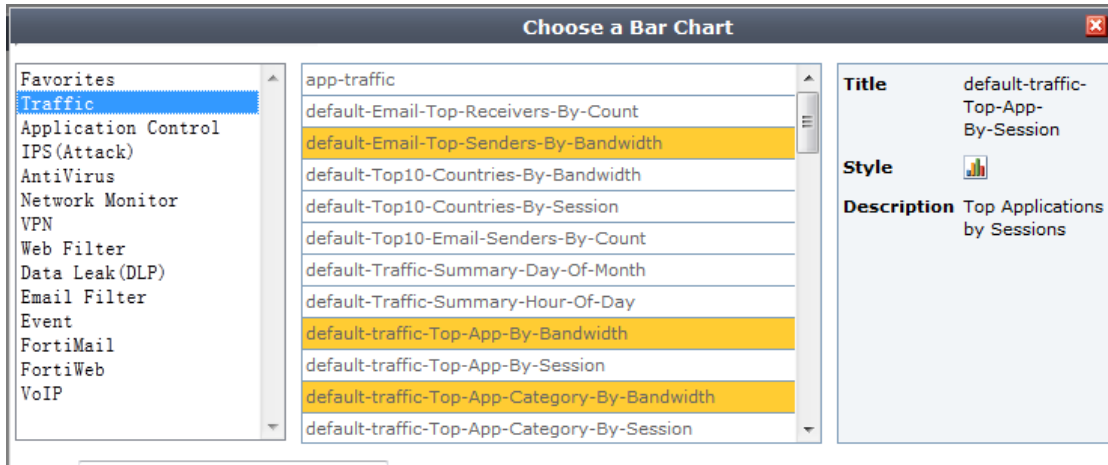 Choose a Bar Chart
Favorites
Traffic
Application Control
IPS(Attack)
AntiVirus
Network Monitor
VPN
Web Filter
Data Leak(DLP)
Email Filter
Event
FortiMail
FortiWeb
VoIP
app-traffic
default-Email-Top-Receivers-By-Count
default-Email-Top-Senders-By-Bandwidth
default-Top10-Countries-By-Bandwidth
default-Top10-Countries-By-Session
default-Top10-Email-Senders-By-Count
default-Traffic-Summary-Day-Of-Month
default-Traffic-Summary-Hour-Of-Day
default-traffic-Top-App-By-Bandwidth
default-traffic-Top-App-By-Session
default-traffic-Top-App-Category-By-Bandwidth
default-traffic-Top-App-Category-By-Session
Title default-traffic-
Top-App-
By-Session
Style
Description Top Applications
by Sessions